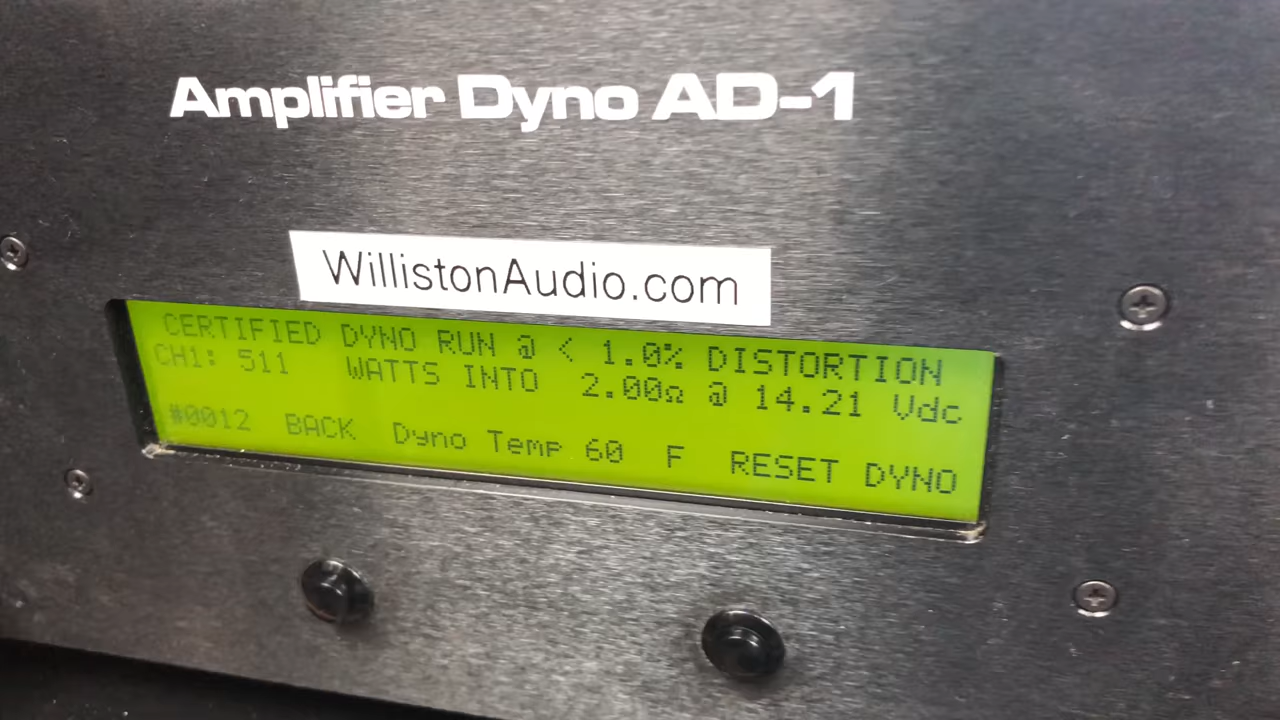 Amplifier Dyno AD-1
WillistonAudio.com
CERTIFIED DYNO RUN @ < 1.0% DISTORTION
CH1: 511 WATTS INTO 2.00Ω @ 14.21 Vdc
#0012 BACK Dyno Temp 60 F RESET DYNO